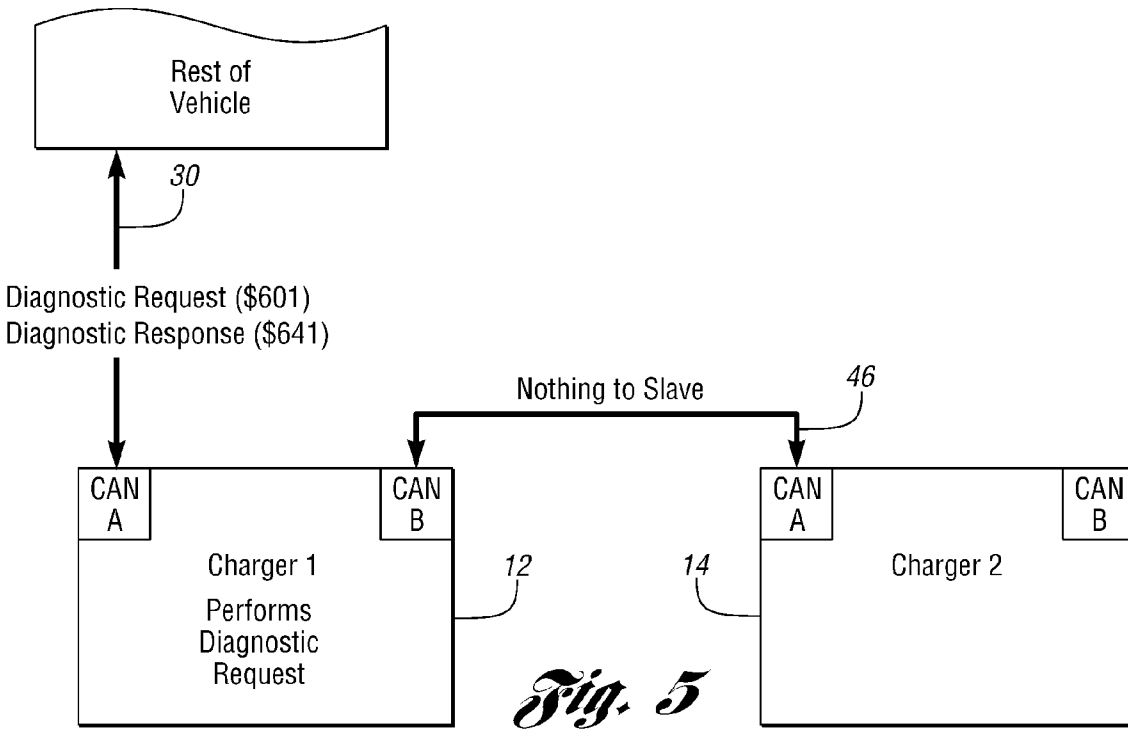 Rest of
Vehicle
30
Diagnostic Request ($601)
Diagnostic Response ($641)
Nothing to Slave
46
CAN
A
CAN
B
CAN
A
CAN
B
Charger 1
12
14
Charger 2
Performs
Diagnostic
Request
Fig. 5